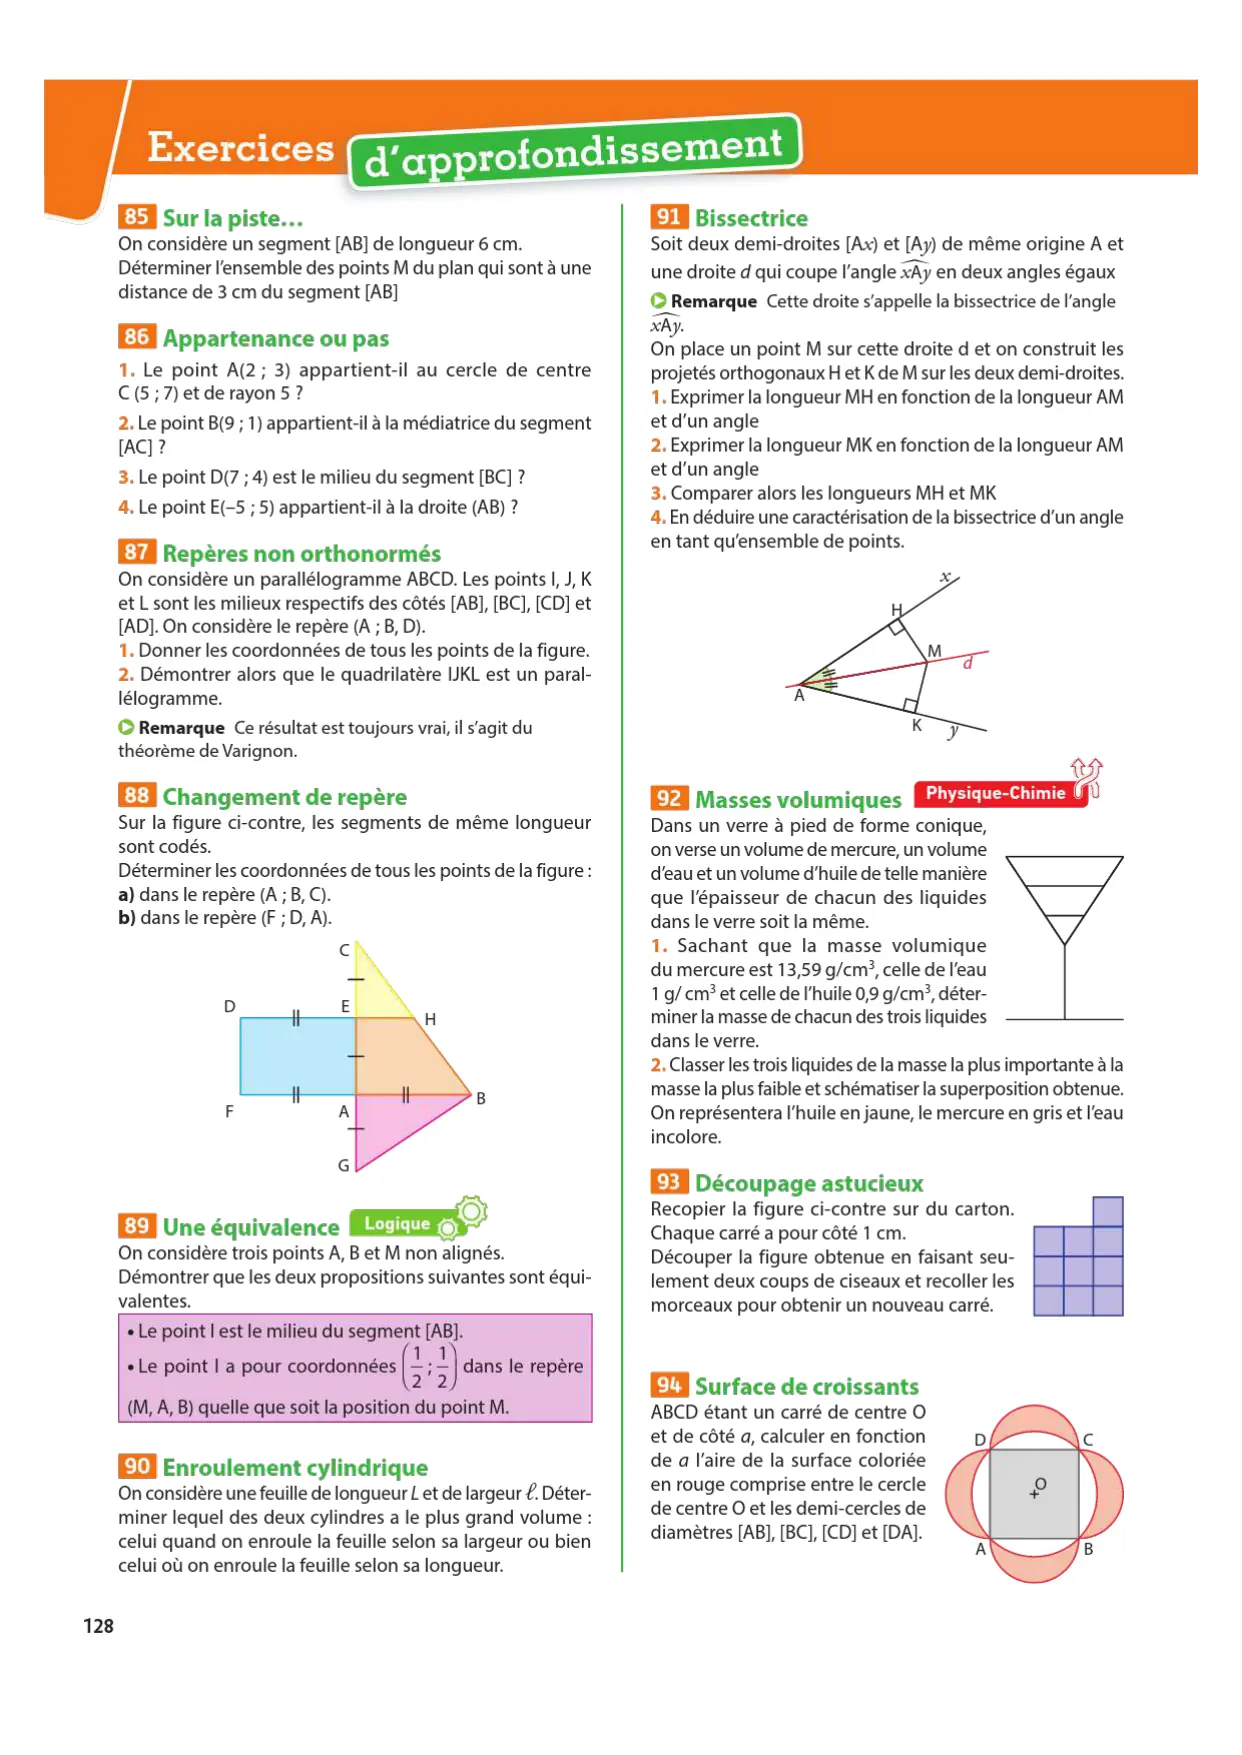 Exercices d'approfondissement
85 Sur la piste…
On considère un segment [AB] de longueur 6 cm.
Déterminer l'ensemble des points M du plan qui sont à une
distance de 3 cm du segment [AB]
86 Appartenance ou pas
1. Le point A(2 ; 3) appartient-il au cercle de centre
C (5 ; 7) et de rayon 5 ?
2. Le point B(9 ; 1) appartient-il à la médiatrice du segment
[AC] ?
3. Le point D(7 ; 4) est le milieu du segment [BC] ?
4. Le point E(–5 ; 5) appartient-il à la droite (AB) ?
87 Repères non orthonormés
On considère un parallélogramme ABCD. Les points I, J, K
et L sont les milieux respectifs des côtés [AB], [BC], [CD] et
[AD]. On considère le repère (A ; B, D).
1. Donner les coordonnées de tous les points de la figure.
2. Démontrer alors que le quadrilatère IJKL est un paral-
lélogramme.
Remarque Ce résultat est toujours vrai, il s'agit du
théorème de Varignon.
88 Changement de repère
Sur la figure ci-contre, les segments de même longueur
sont codés.
Déterminer les coordonnées de tous les points de la figure :
a) dans le repère (A ; B, C).
b) dans le repère (F ; D, A).
C
D
E
H
F
A
B
G
89 Une équivalence Logique
On considère trois points A, B et M non alignés.
Démontrer que les deux propositions suivantes sont équi-
valentes.
• Le point I est le milieu du segment [AB].
• Le point I a pour coordonnées (1/2 ; 1/2) dans le repère
(M, A, B) quelle que soit la position du point M.
90 Enroulement cylindrique
On considère une feuille de longueur L et de largeur ℓ. Déter-
miner lequel des deux cylindres a le plus grand volume :
celui quand on enroule la feuille selon sa largeur ou bien
celui où on enroule la feuille selon sa longueur.
91 Bissectrice
Soit deux demi-droites [Ax) et [Ay) de même origine A et
une droite d qui coupe l'angle xAy en deux angles égaux
Remarque Cette droite s'appelle la bissectrice de l'angle
xAy.
On place un point M sur cette droite d et on construit les
projetés orthogonaux H et K de M sur les deux demi-droites.
1. Exprimer la longueur MH en fonction de la longueur AM
et d'un angle
2. Exprimer la longueur MK en fonction de la longueur AM
et d'un angle
3. Comparer alors les longueurs MH et MK
4. En déduire une caractérisation de la bissectrice d'un angle
en tant qu'ensemble de points.
x
H
M
d
A
K
y
92 Masses volumiques Physique-Chimie
Dans un verre à pied de forme conique,
on verse un volume de mercure, un volume
d'eau et un volume d'huile de telle manière
que l'épaisseur de chacun des liquides
dans le verre soit la même.
1. Sachant que la masse volumique
du mercure est 13,59 g/cm³, celle de l'eau
1 g/ cm³ et celle de l'huile 0,9 g/cm³, déter-
miner la masse de chacun des trois liquides
dans le verre.
2. Classer les trois liquides de la masse la plus importante à la
masse la plus faible et schématiser la superposition obtenue.
On représentera l'huile en jaune, le mercure en gris et l'eau
incolore.
93 Découpage astucieux
Recopier la figure ci-contre sur du carton.
Chaque carré a pour côté 1 cm.
Découper la figure obtenue en faisant seu-
lement deux coups de ciseaux et recoller les
morceaux pour obtenir un nouveau carré.
94 Surface de croissants
ABCD étant un carré de centre O
et de côté a, calculer en fonction
de a l'aire de la surface coloriée
en rouge comprise entre le cercle
de centre O et les demi-cercles de
diamètres [AB], [BC], [CD] et [DA].
D
C
O
A
B
128